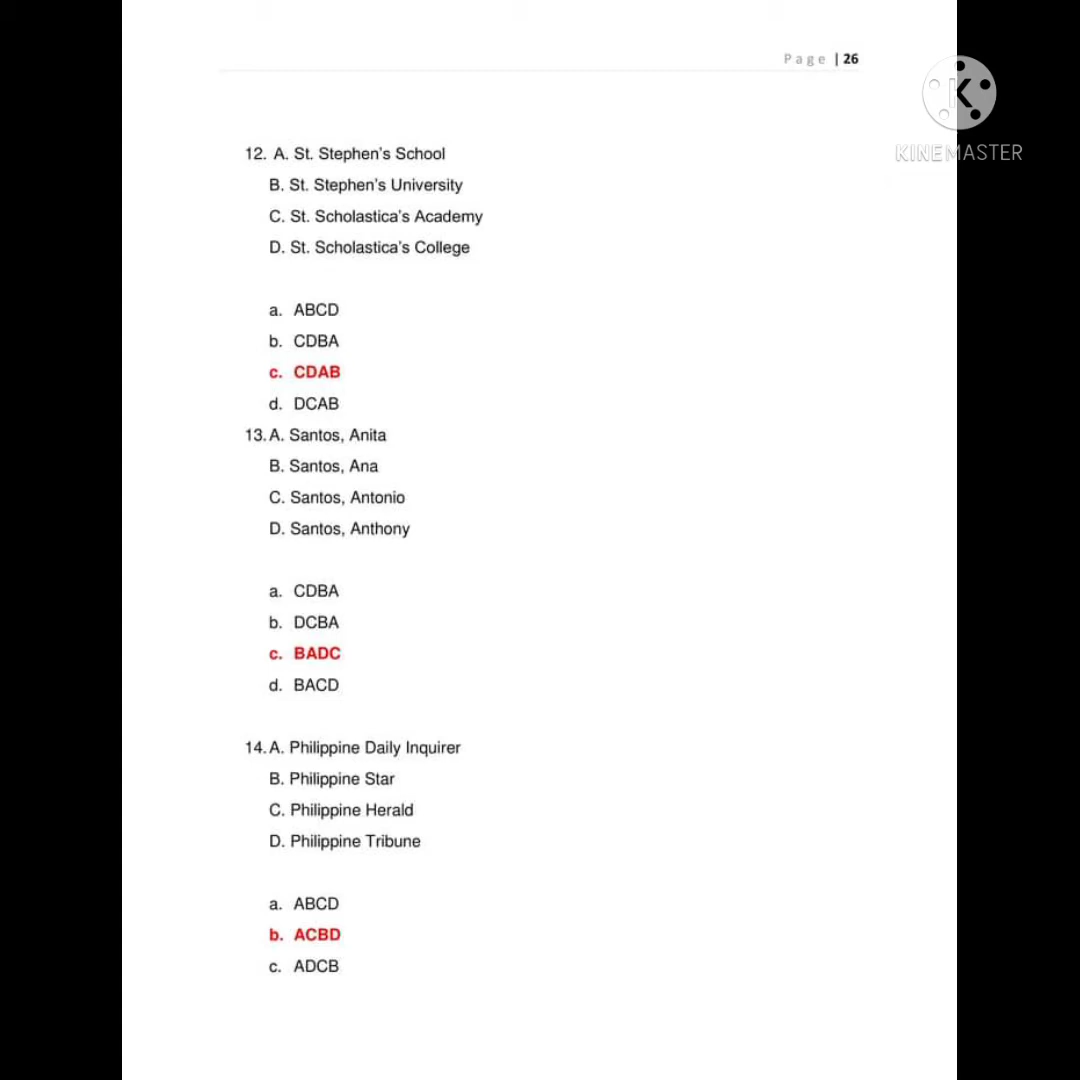 Page | 26
KINEMASTER
12. A. St. Stephen's School
B. St. Stephen's University
C. St. Scholastica's Academy
D. St. Scholastica's College
a. ABCD
b. CDBA
c. CDAB
d. DCAB
13. A. Santos, Anita
B. Santos, Ana
C. Santos, Antonio
D. Santos, Anthony
a. CDBA
b. DCBA
c. BADC
d. BACD
14. A. Philippine Daily Inquirer
B. Philippine Star
C. Philippine Herald
D. Philippine Tribune
a. ABCD
b. ACBD
c. ADCB